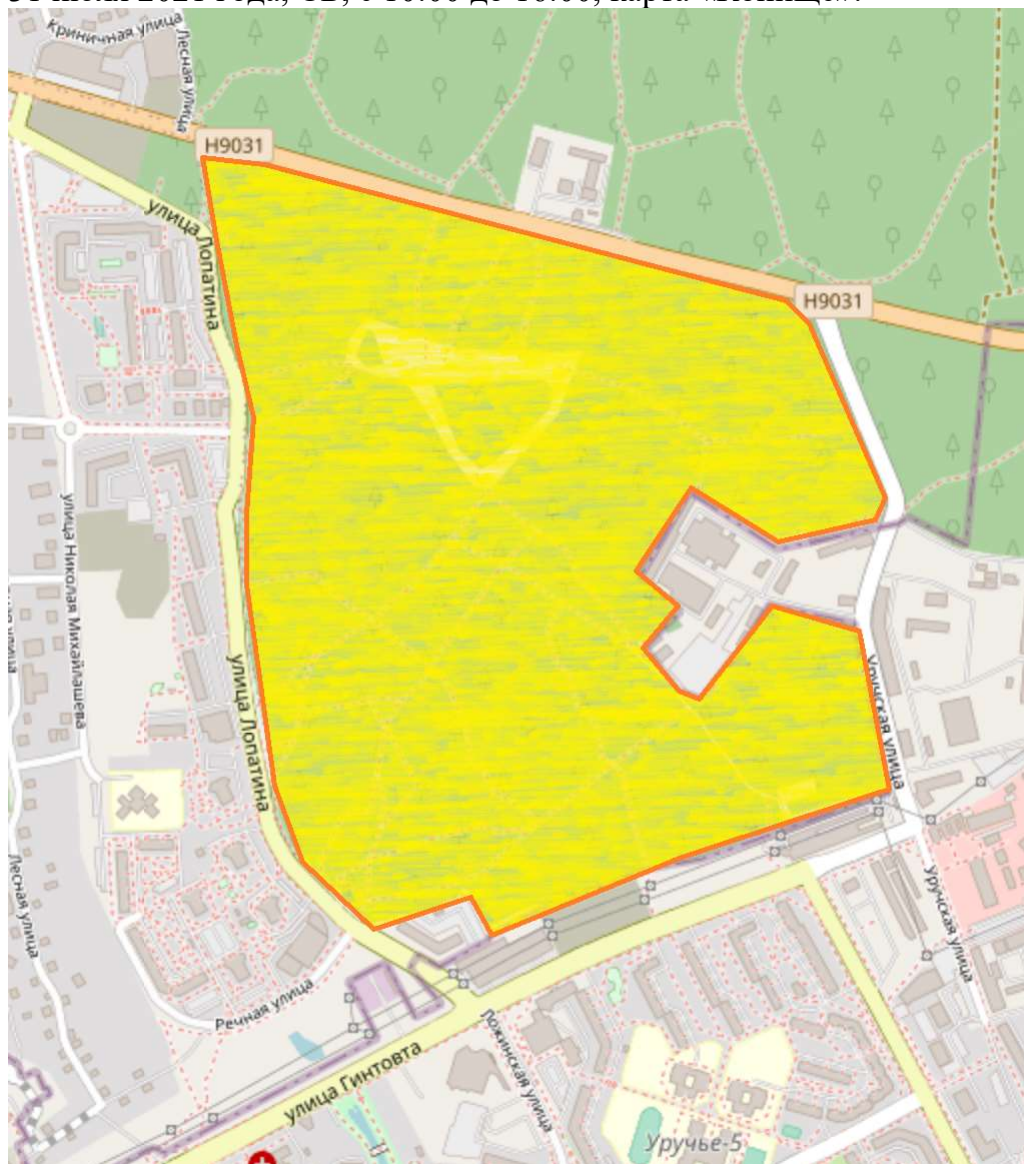 Криничная улица
Лесная улица
H9031
улица Лопатина
H9031
улица Николая Михайлашева
улица Лопатина
Уручская улица
Лесная улица
Уручская улица
Речная улица
Ложинская улица
улица Гинтовта
Уручье-5